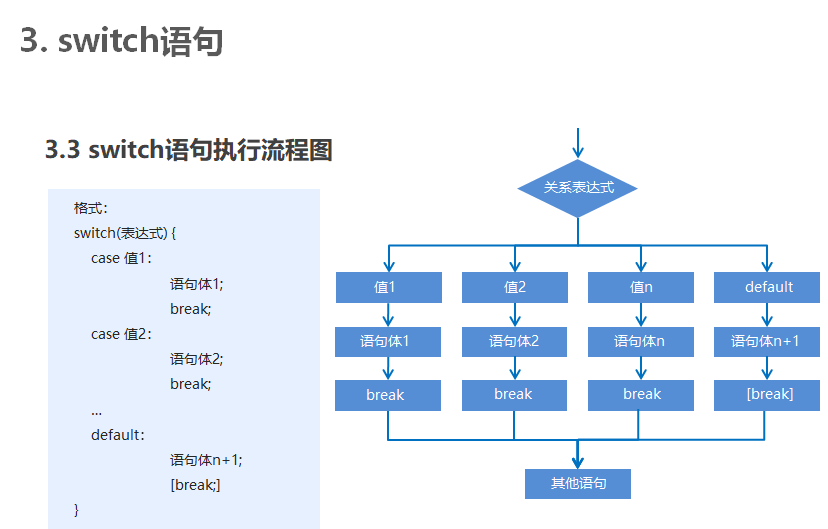 3. switch语句
3.3 switch语句执行流程图
格式：
switch(表达式) {
case 值1：
语句体1;
break;
case 值2：
语句体2;
break;
...
default：
语句体n+1;
[break;]
}
关系表达式
值1 值2 值n default
语句体1 语句体2 语句体n 语句体n+1
break break break [break]
其他语句